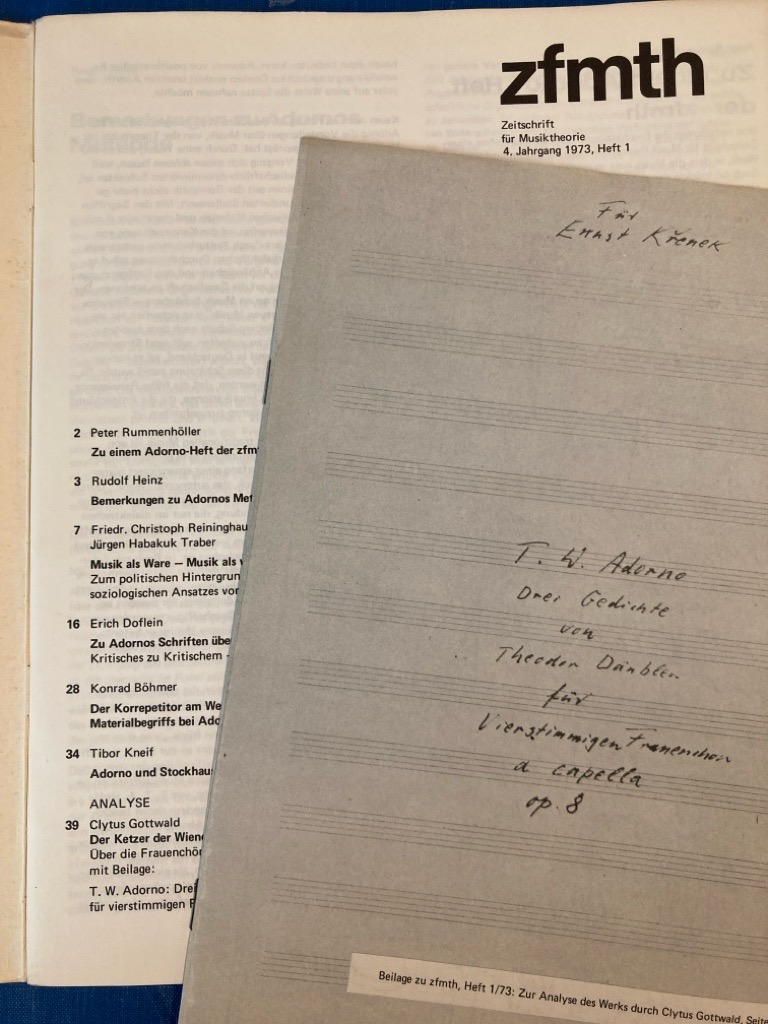 zfmth
Zeitschrift
für Musiktheorie
4. Jahrgang 1973, Heft 1
2 Peter Rummenhöller
Zu einem Adorno-Heft der zfm
3 Rudolf Heinz
Bemerkungen zu Adornos
7 Friedr. Christoph Reininghau
Jürgen Habakuk Traber
Musik als Ware – Musik als
Zum politischen Hintergrun
soziologischen Ansatzes vor
16 Erich Doflein
Zu Adornos Schriften übe
Kritisches zu Kritischem -
28 Konrad Böhmer
Der Korrepetitor am We
Materialbegriffs bei Ado
34 Tibor Kneif
Adorno und Stockhau
ANALYSE
39 Clytus Gottwald
Der Ketzer der Wien
Über die Frauenchö
mit Beilage:
T. W. Adorno: Drei
für vierstimmigen F
Für
Ernst Křenek
T. W. Adorno
Drei Gedichte
von
Theodor Däubler
für
Vierstimmigen Frauenchor
a capella
op. 8
Beilage zu zfmth, Heft 1/73: Zur Analyse des Werks durch Clytus Gottwald, Seite